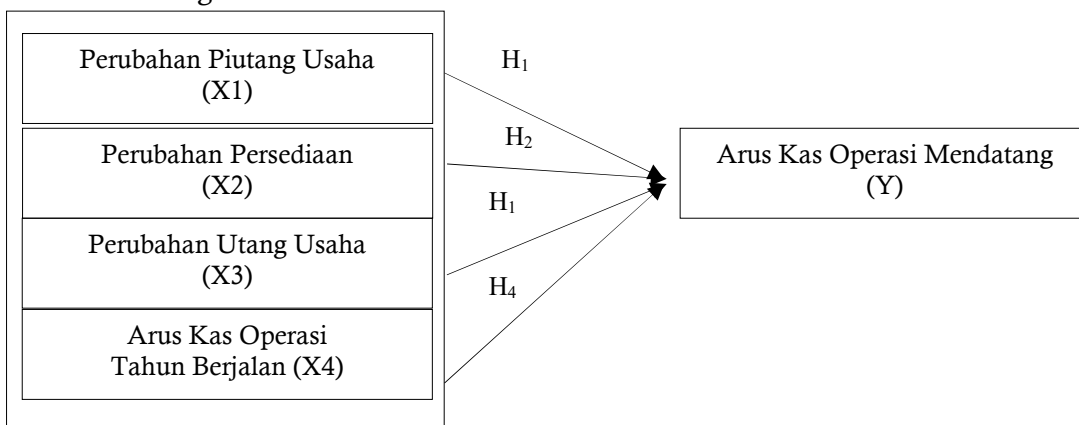 Perubahan Piutang Usaha
(X1)
Perubahan Persediaan
(X2)
Perubahan Utang Usaha
(X3)
Arus Kas Operasi
Tahun Berjalan (X4)
H₁
H₂
H₁
H₄
Arus Kas Operasi Mendatang
(Y)